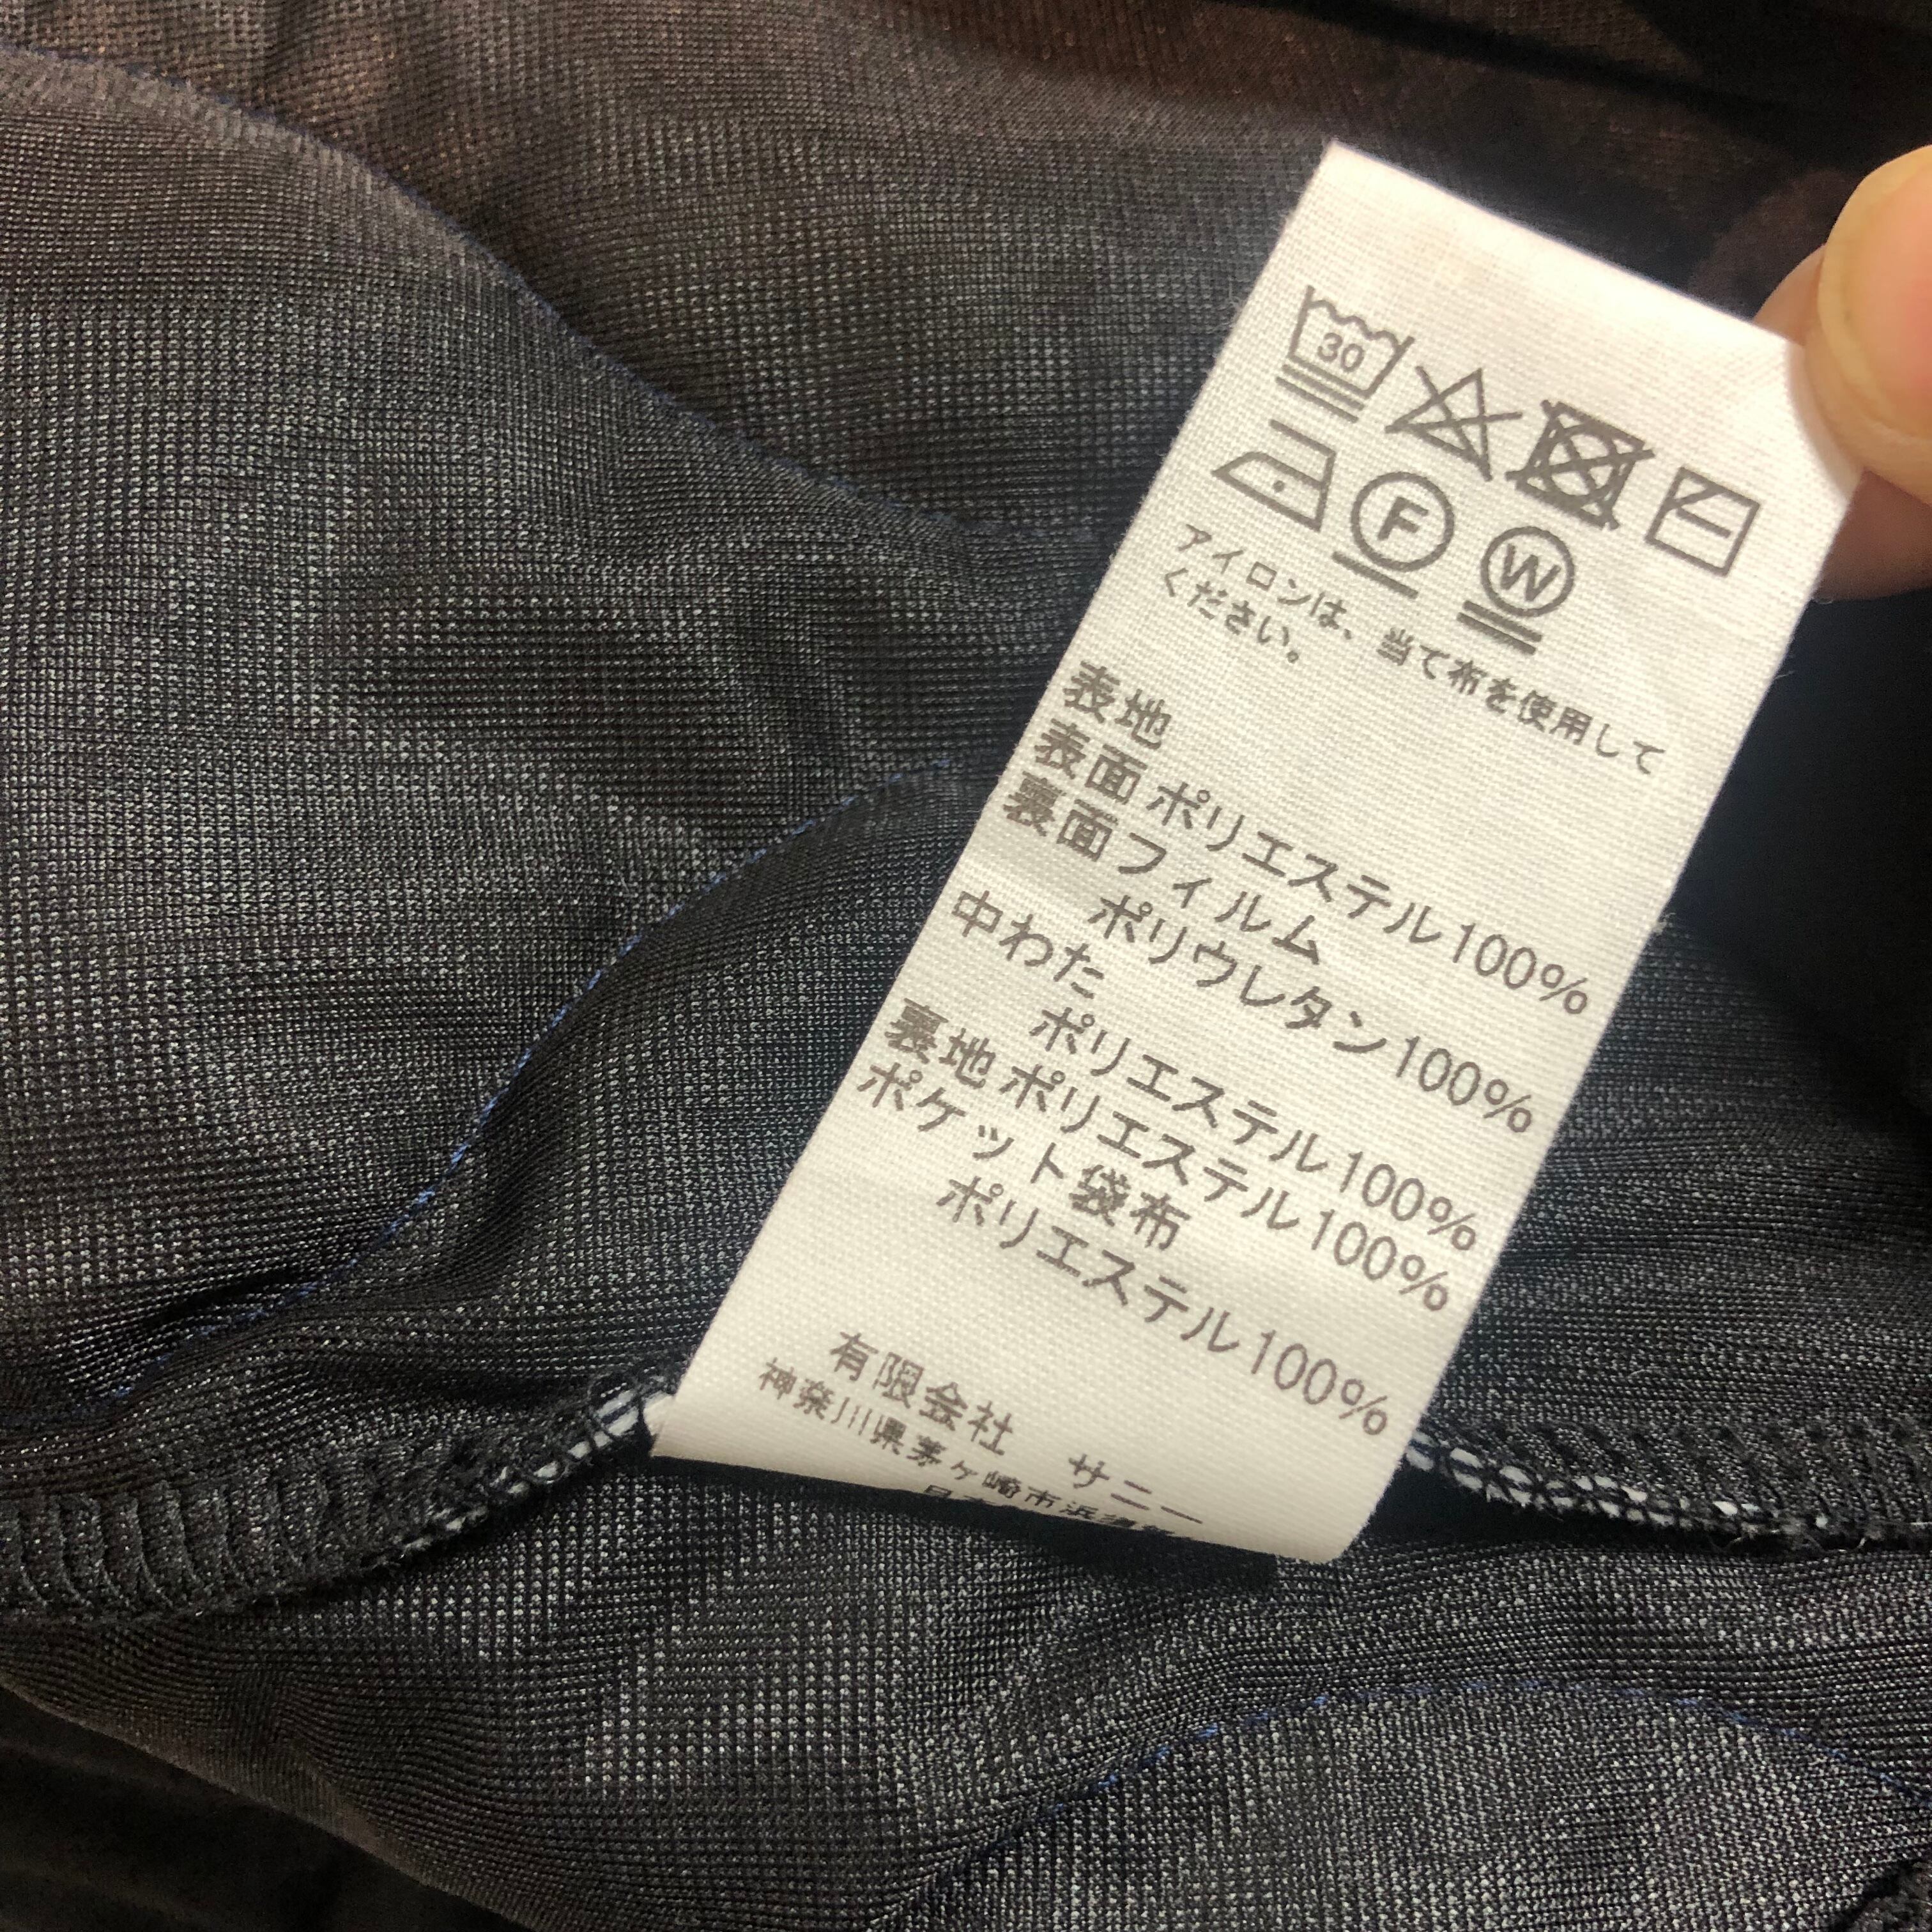 30
F W
アイロンは、当て布を使用して
ください。
表地
表面 ポリエステル100%
裏面フィルム
ポリウレタン100%
中わた
ポリエステル100%
裏地 ポリエステル100%
ポケット袋布
ポリエステル100%
有限会社 サニー
神奈川県茅ヶ崎市浜